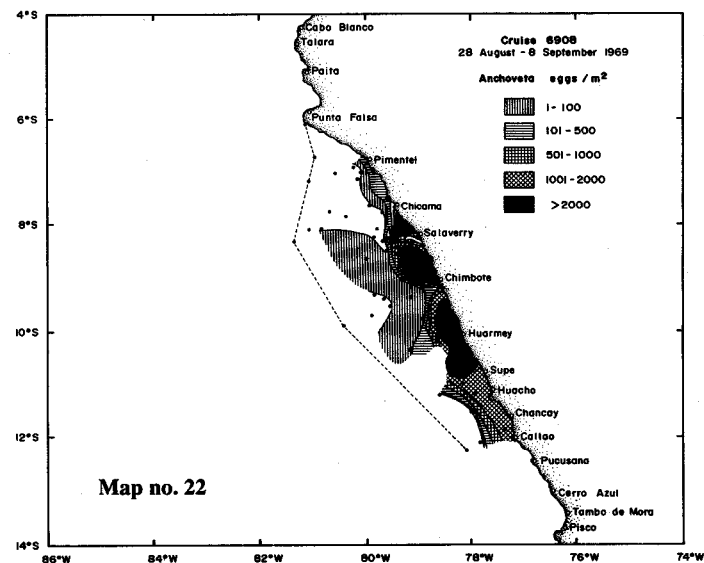 4°S
6°S
8°S
10°S
12°S
14°S
86°W
84°W
82°W
80°W
78°W
76°W
74°W
Cabo Blanco
Talara
Paita
Punta Falsa
Pimentel
Chicama
Salaverry
Chimbote
Huarmey
Supe
Huacho
Chancay
Callao
Pucusana
Cerro Azul
Tambo de Mora
Pisco
Cruise 6908
28 August - 8 September 1969
Anchoveta eggs / m²
1 - 100
101 - 500
501 - 1000
1001 - 2000
>2000
Map no. 22